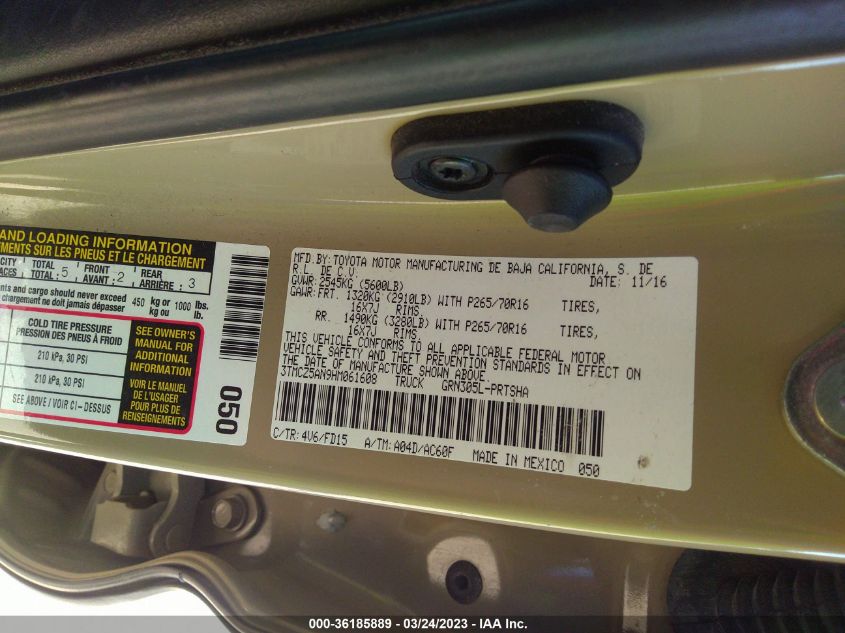 AND LOADING INFORMATION
EMENTS SUR LES PNEUS ET LE CHARGEMENT
CITY TOTAL: 5 FRONT 2 REAR 3
ACES TOTAL: AVANT: ARRIÈRE:
nts and cargo should never exceed 450 kg or 1000 lbs.
chargement ne doit jamais dépasser kg ou lb.
COLD TIRE PRESSURE
PRESSION DES PNEUS À FROID
210 kPa, 30 PSI
210 kPa, 30 PSI
SEE ABOVE / VOIR CI-DESSUS
SEE OWNER'S
MANUAL FOR
ADDITIONAL
INFORMATION
VOIR LE MANUEL
DE L'USAGER
POUR PLUS DE
RENSEIGNEMENTS
050
MFD.BY: TOYOTA MOTOR MANUFACTURING DE BAJA CALIFORNIA, S. DE
R.L. DE C.V. DATE: 11/16
GVWR: 2545KG (5600LB)
GAWR: FRT. 1320KG (2910LB) WITH P265/70R16 TIRES,
16X7J RIMS,
RR. 1490KG (3280LB) WITH P265/70R16 TIRES,
16X7J RIMS,
THIS VEHICLE CONFORMS TO ALL APPLICABLE FEDERAL MOTOR
VEHICLE SAFETY AND THEFT PREVENTION STANDARDS IN EFFECT ON
THE DATE OF MANUFACTURE SHOWN ABOVE.
3TMCZ5AN9HM061608 TRUCK GRN305L-PRTSHA
C/TR: 4V6/FD15 A/TM: A04D/AC60F MADE IN MEXICO 050
000-36185889 - 03/24/2023 - IAA Inc.